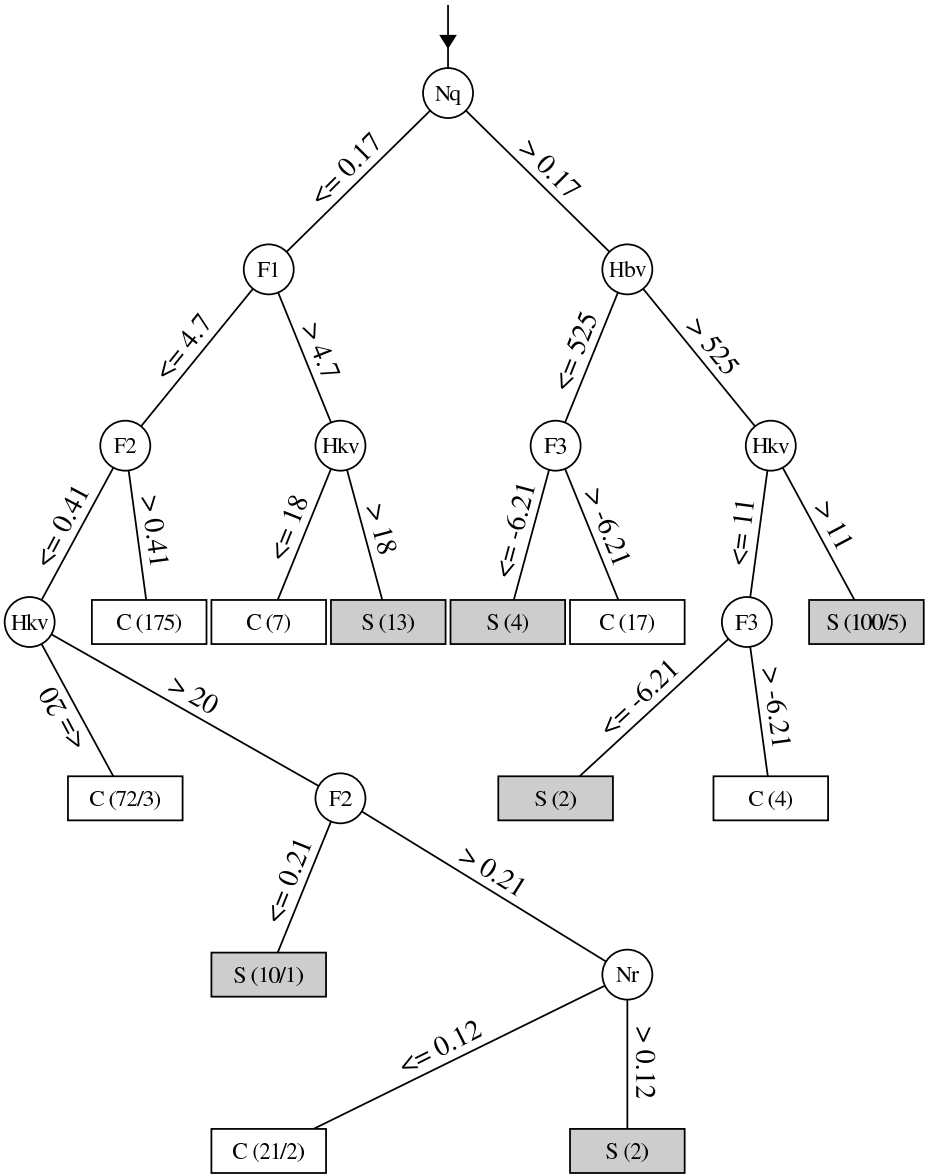 Nq
<= 0.17
> 0.17
F1
Hbv
<= 4.7
> 4.7
<= 525
> 525
F2
Hkv
F3
Hkv
<= 0.41
> 0.41
<= 18
> 18
<= -6.21
> -6.21
<= 11
> 11
Hkv
C (175)
C (7)
S (13)
S (4)
C (17)
F3
S (100/5)
<=20
> 20
<= -6.21
> -6.21
C (72/3)
F2
S (2)
C (4)
<= 0.21
> 0.21
S (10/1)
Nr
<= 0.12
> 0.12
C (21/2)
S (2)